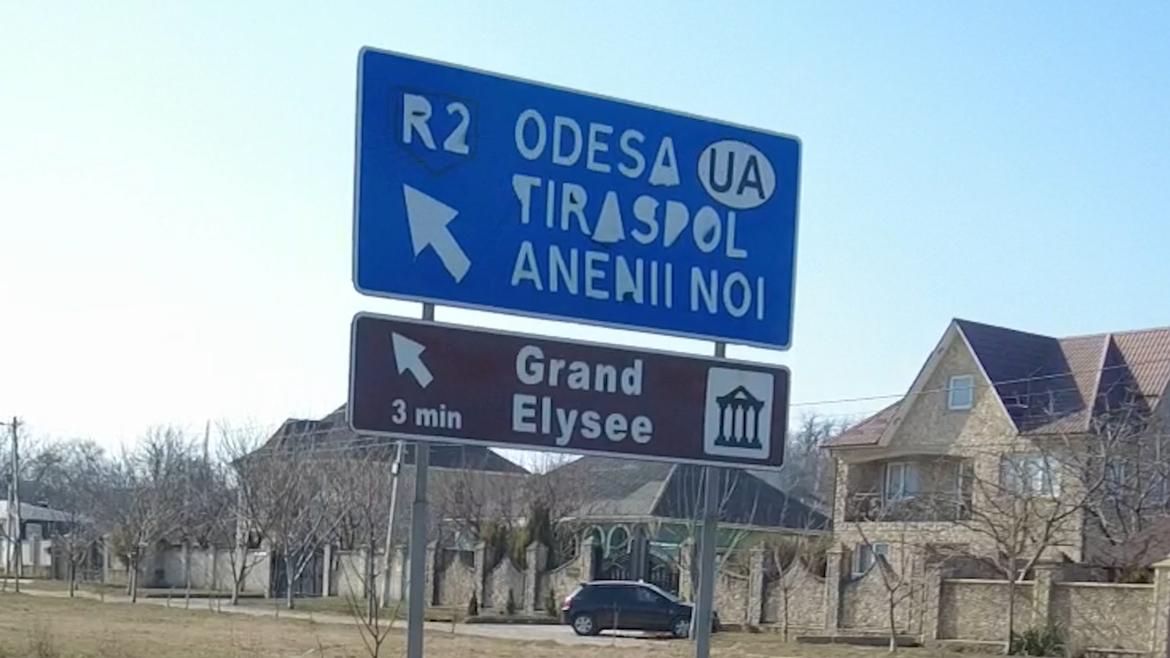 R2
ODESA UA
TIRASPOL
ANENII NOI
3 min
Grand
Elysee